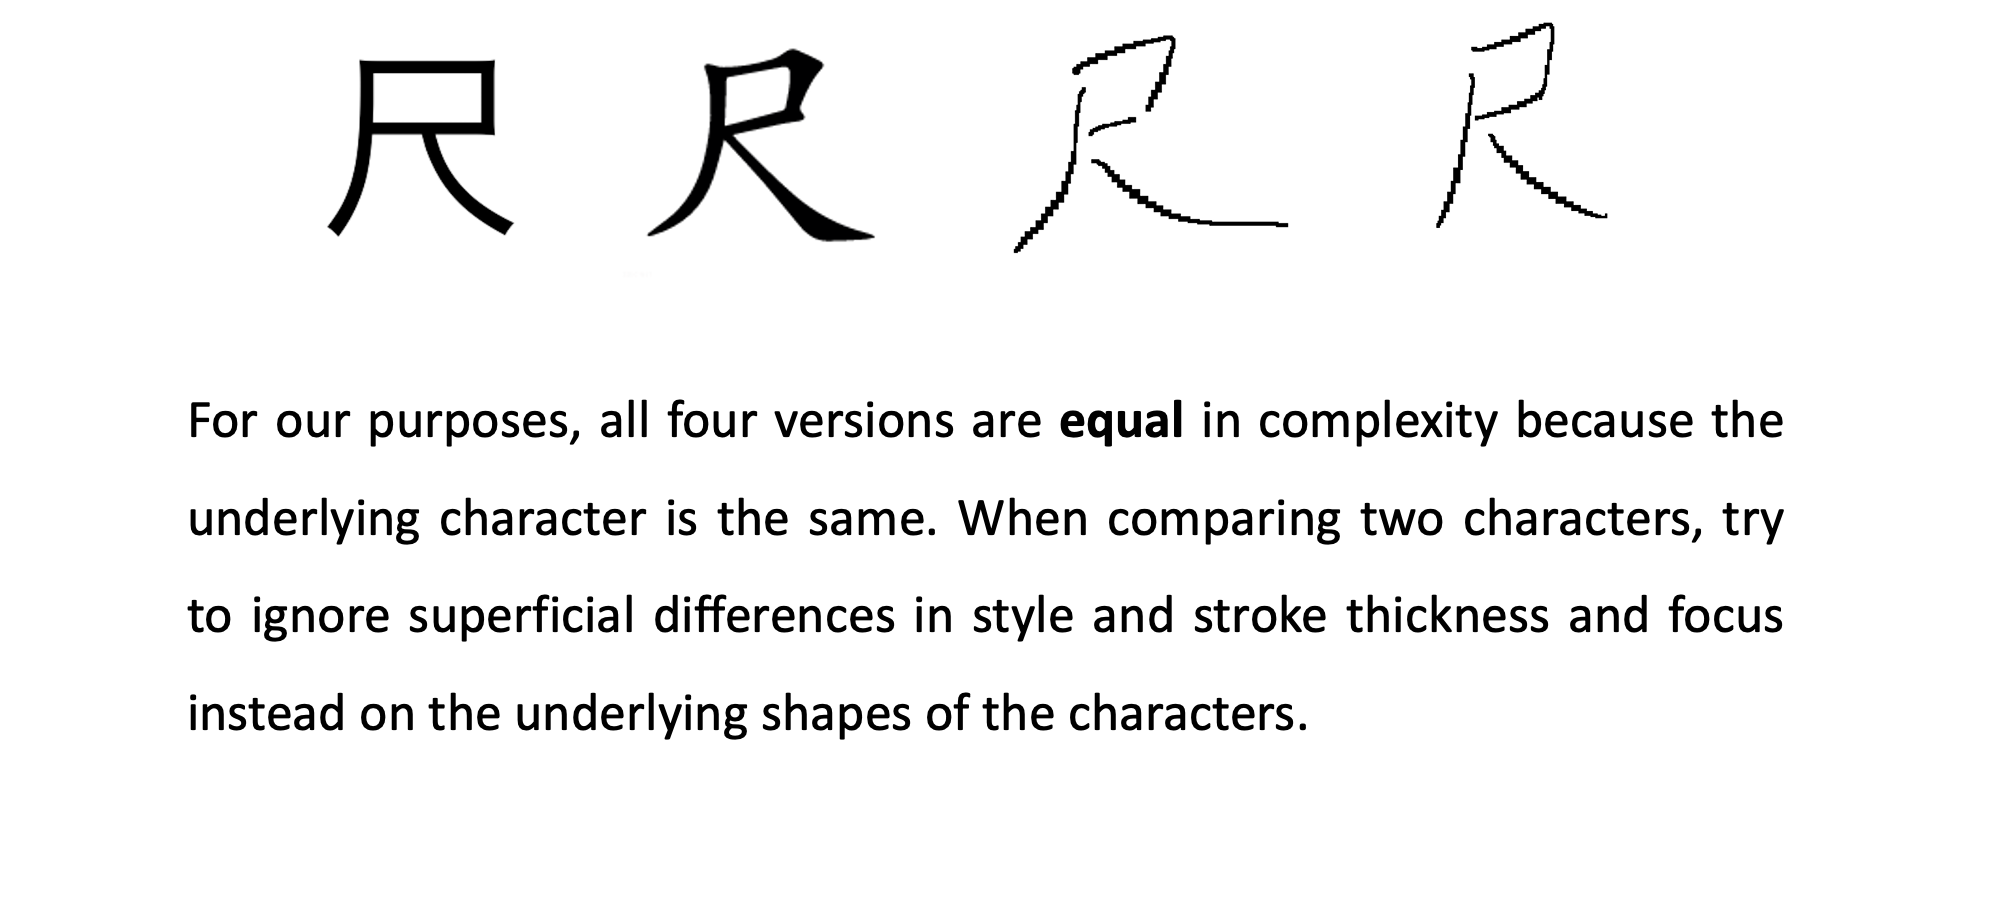 尺 尺 尺 尺
For our purposes, all four versions are equal in complexity because the
underlying character is the same. When comparing two characters, try
to ignore superficial differences in style and stroke thickness and focus
instead on the underlying shapes of the characters.